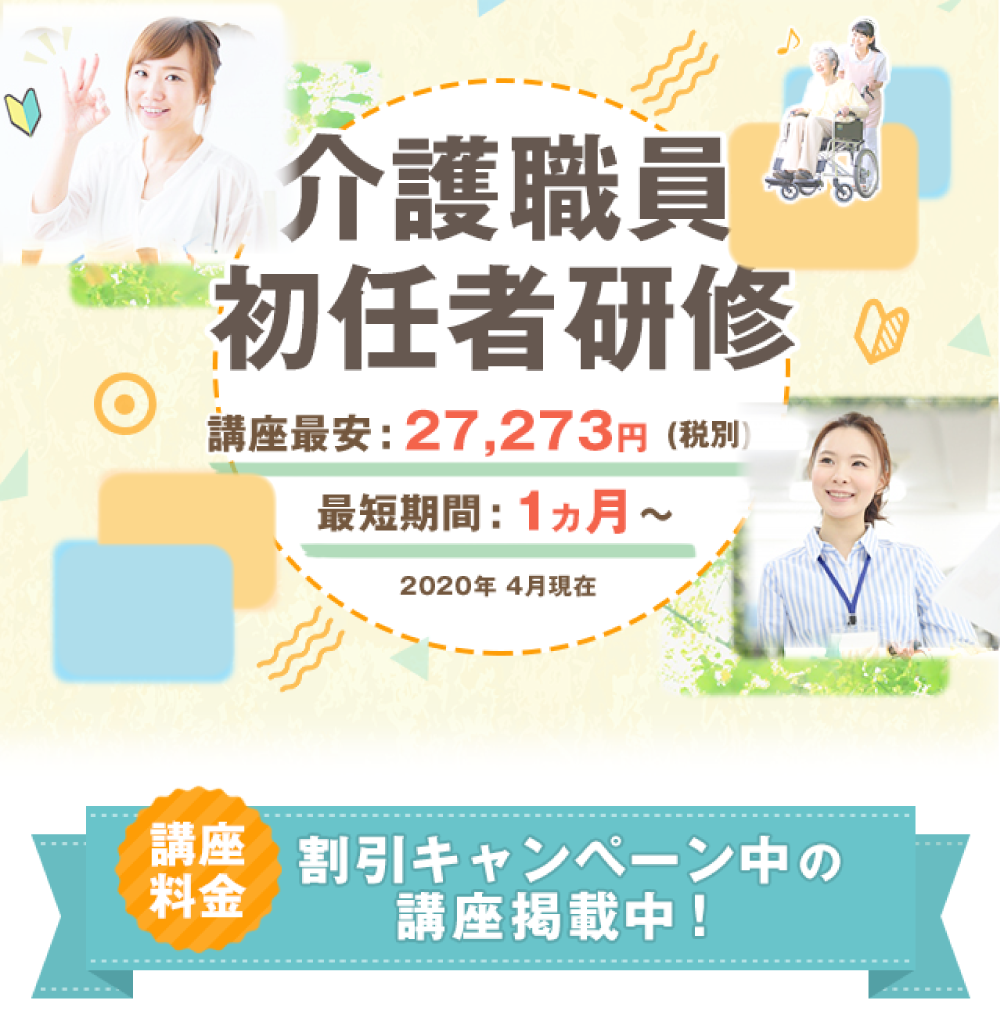 介護職員
初任者研修
講座最安：27,273円 (税別)
最短期間：1ヵ月～
2020年 4月現在
講座
料金
割引キャンペーン中の
講座掲載中！